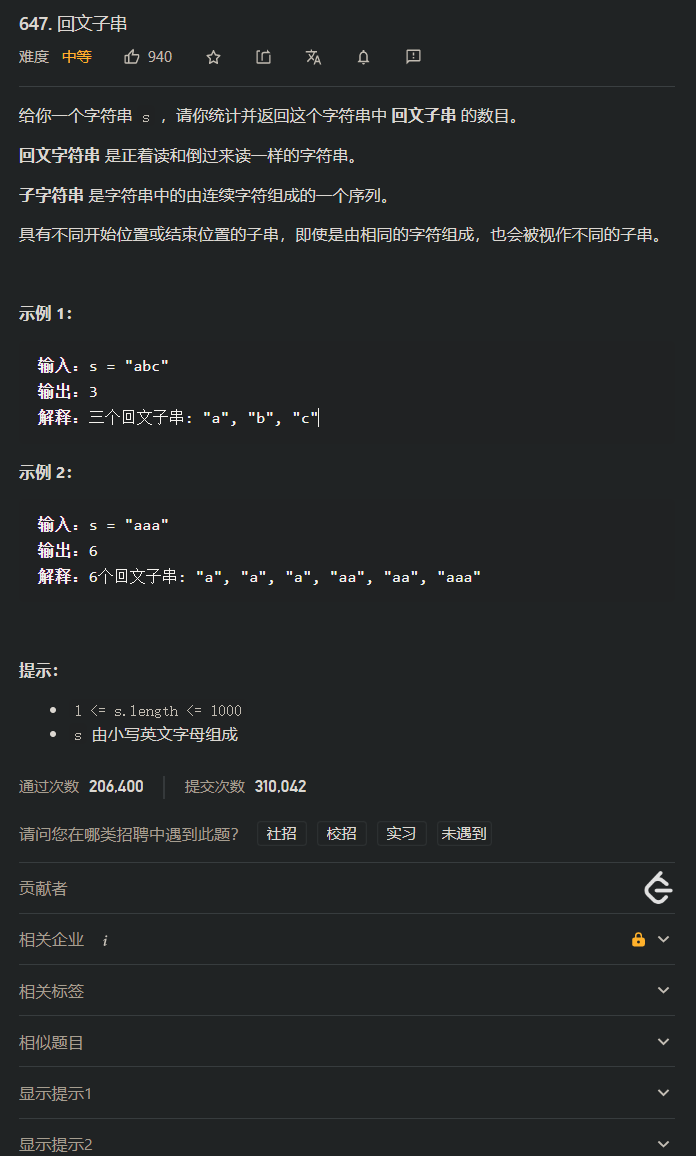 647. 回文子串
难度 中等 940
给你一个字符串 s ，请你统计并返回这个字符串中 回文子串 的数目。
回文字符串 是正着读和倒过来读一样的字符串。
子字符串 是字符串中的由连续字符组成的一个序列。
具有不同开始位置或结束位置的子串，即使是由相同的字符组成，也会被视作不同的子串。
示例 1：
输入：s = "abc"
输出：3
解释：三个回文子串: "a", "b", "c"
示例 2：
输入：s = "aaa"
输出：6
解释：6个回文子串: "a", "a", "a", "aa", "aa", "aaa"
提示：
• 1 <= s.length <= 1000
• s 由小写英文字母组成
通过次数 206,400 提交次数 310,042
请问您在哪类招聘中遇到此题？ 社招 校招 实习 未遇到
贡献者
相关企业 i
相关标签
相似题目
显示提示1
显示提示2